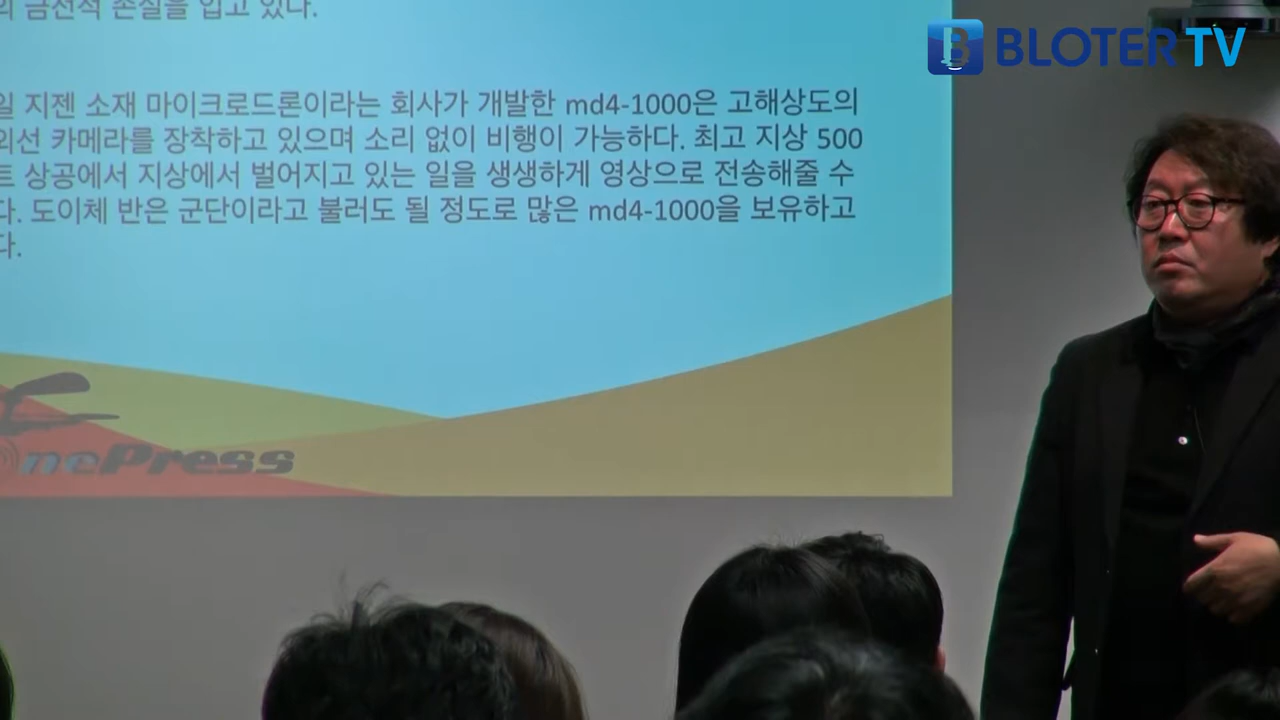 의 금전적 손실을 입고 있다.
BLOTER TV
일 지젠 소재 마이크로드론이라는 회사가 개발한 md4-1000은 고해상도의
외선 카메라를 장착하고 있으며 소리 없이 비행이 가능하다. 최고 지상 500
트 상공에서 지상에서 벌어지고 있는 일을 생생하게 영상으로 전송해줄 수
다. 도이체 반은 군단이라고 불러도 될 정도로 많은 md4-1000을 보유하고
다.
onePress